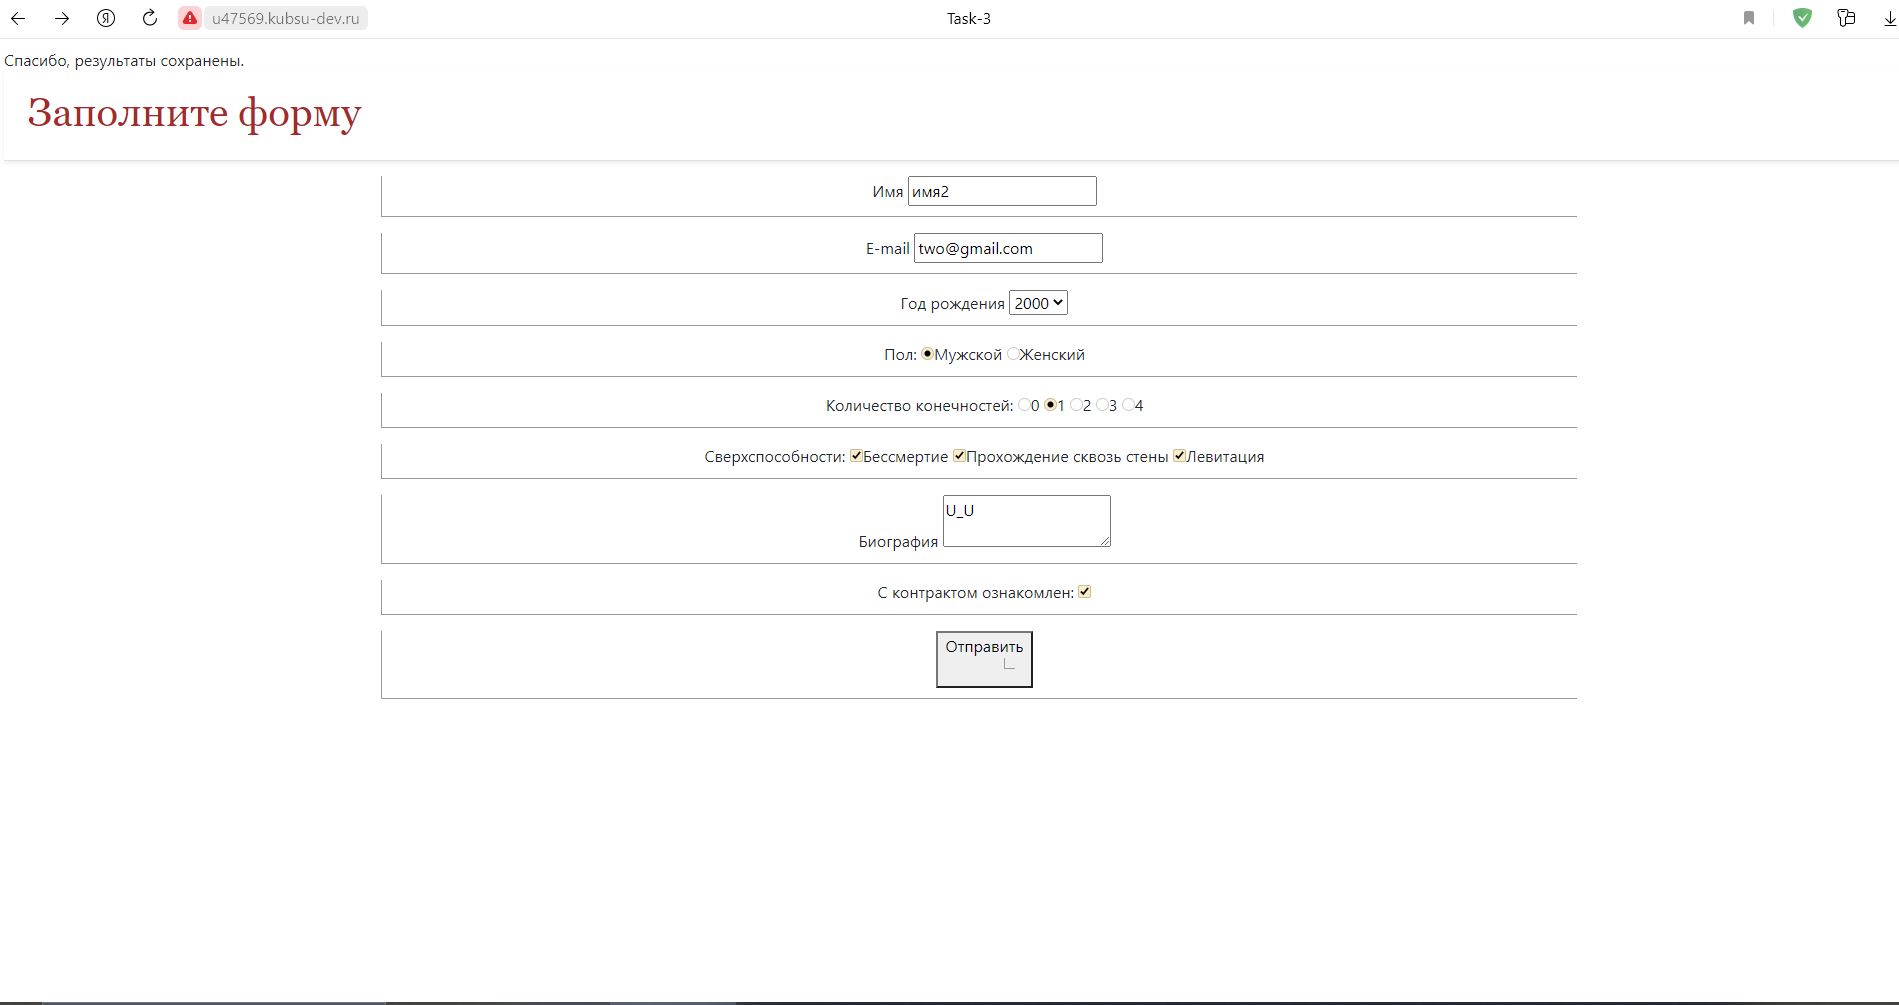 Я u47569.kubsu-dev.ru Task-3
Спасибо, результаты сохранены.
Заполните форму
Имя имя2
E-mail two@gmail.com
Год рождения 2000
Пол: Мужской Женский
Количество конечностей: 0 1 2 3 4
Сверхспособности: Бессмертие Прохождение сквозь стены Левитация
U_U
Биография
С контрактом ознакомлен:
Отправить